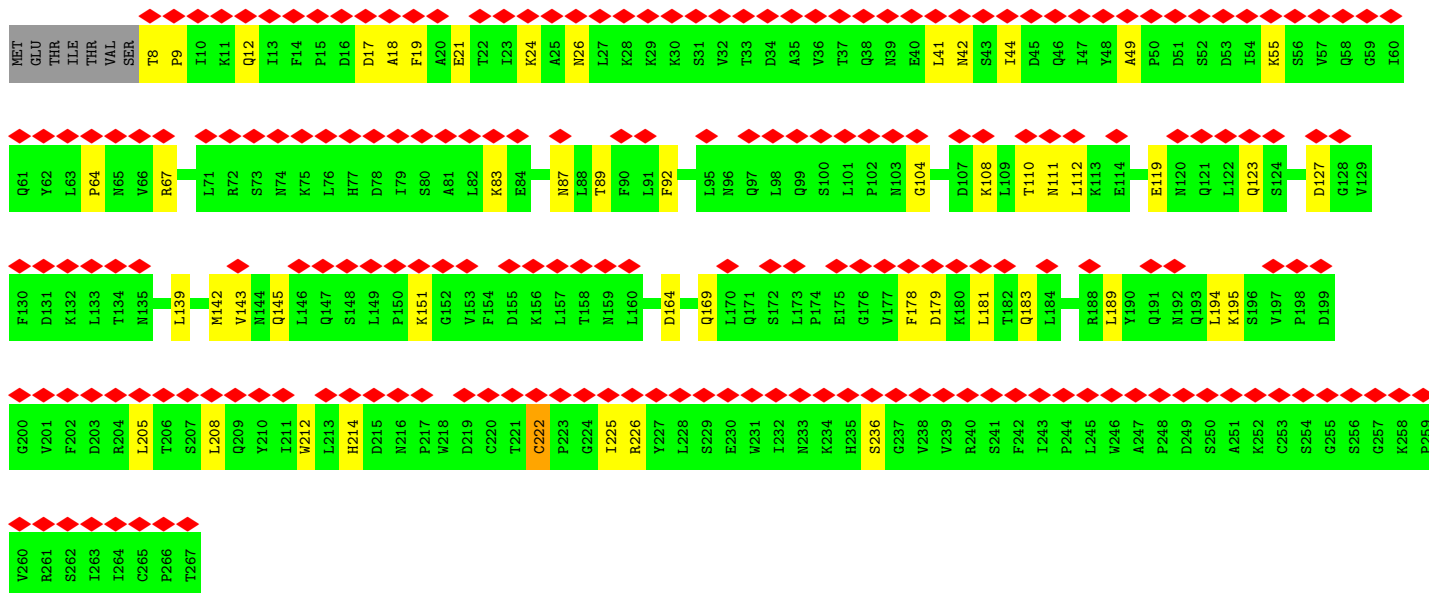 MET GLU THR ILE THR VAL SER T8 P9 I10 K11 Q12 I13 F14 P15 D16 D17 A18 F19 A20 E21 T22 I23 K24 A25 N26 L27 K28 K29 K30 S31 V32 T33 D34 A35 V36 T37 Q38 N39 E40 L41 N42 S43 I44 D45 Q46 I47 Y48 A49 P50 D51 S52 D53 I54 K55 S56 V57 Q58 G59 I60
Q61 Y62 L63 P64 N65 V66 R67 L71 R72 S73 N74 K75 L76 H77 D78 I79 S80 A81 L82 K83 E84 N87 L88 T89 F90 L91 F92 L95 N96 Q97 L98 Q99 S100 L101 P102 N103 G104 D107 K108 L109 T110 N111 L112 K113 E114 E119 N120 Q121 L122 Q123 S124 D127 G128 V129
F130 D131 K132 L133 T134 N135 L139 M142 V143 N144 Q145 L146 Q147 S148 L149 P150 K151 G152 V153 F154 D155 K156 L157 T158 N159 L160 D164 Q169 L170 Q171 S172 L173 P174 E175 G176 V177 F178 D179 K180 L181 T182 Q183 L184 R188 L189 Y190 Q191 N192 Q193 L194 K195 S196 V197 P198 D199
G200 V201 F202 D203 R204 L205 T206 S207 L208 Q209 Y210 I211 W212 L213 H214 D215 N216 P217 W218 D219 C220 T221 C222 P223 G224 I225 R226 Y227 L228 S229 E230 W231 I232 N233 K234 H235 S236 G237 V238 V239 R240 S241 F242 I243 P244 L245 W246 A247 P248 D249 S250 A251 K252 C253 S254 G255 S256 G257 K258 P259
V260 R261 S262 I263 I264 C265 P266 T267